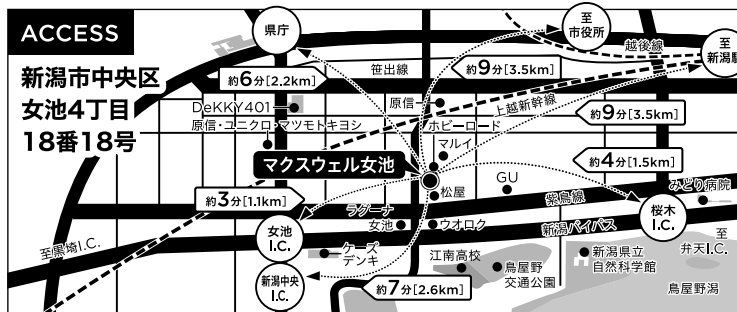 ACCESS
新潟市中央区
女池4丁目
18番18号
県庁
至
市役所
越後線
至
新潟駅
笹出線
約6分[2.2km]
約9分[3.5km]
DeKKY401
原信
上越新幹線
約9分[3.5km]
原信・ユニクロ・マツモトキヨシ
ホビーロード
マルイ
マクスウェル女池
約4分[1.5km]
松屋
GU
紫鳥線
みどり病院
約3分[1.1km]
ラグーナ
女池
ウオロク
新潟バイパス
桜木
I.C.
至黒埼I.C.
女池
I.C.
ケーズ
デンキ
江南高校
鳥屋野
交通公園
新潟県立
自然科学館
至
弁天I.C.
新潟中央
I.C.
約7分[2.6km]
鳥屋野潟